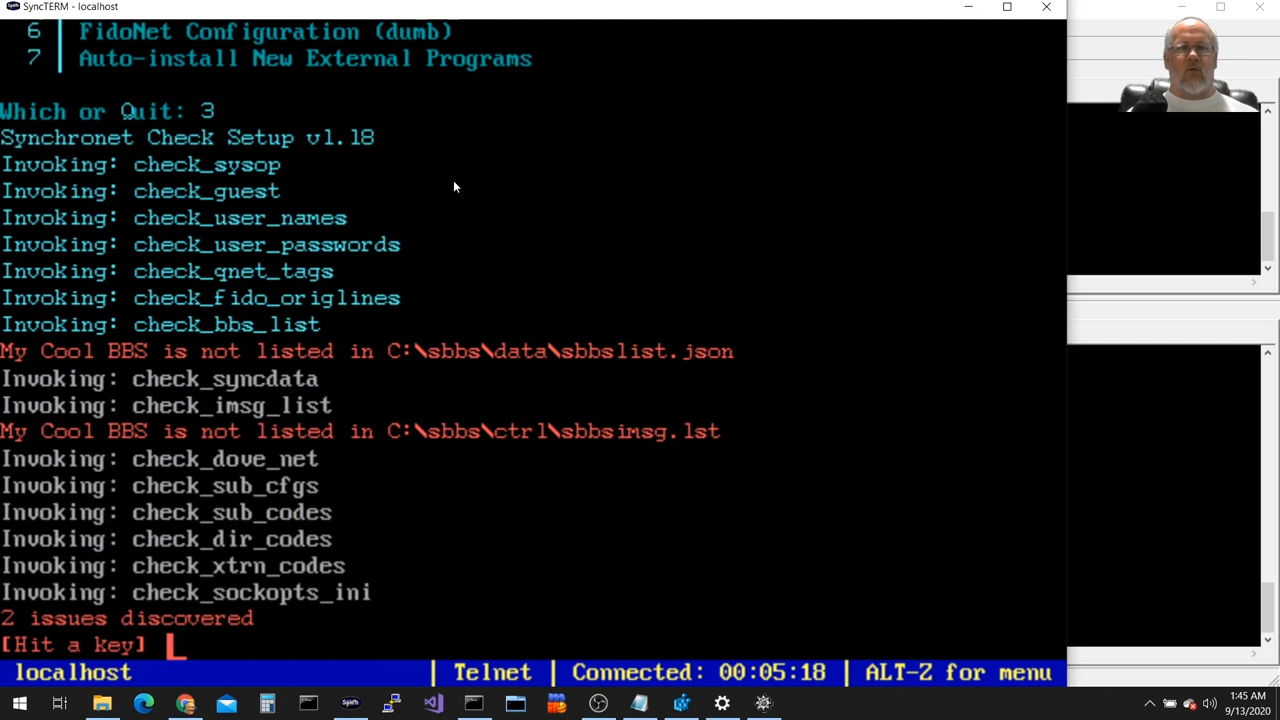 SyncTERM - localhost
6 | FidoNet Configuration (dumb)
7 | Auto-install New External Programs
Which or Quit: 3
Synchronet Check Setup v1.18
Invoking: check_sysop
Invoking: check_guest
Invoking: check_user_names
Invoking: check_user_passwords
Invoking: check_qnet_tags
Invoking: check_fido_origlines
Invoking: check_bbs_list
My Cool BBS is not listed in C:\sbbs\data\sbbslist.json
Invoking: check_syncdata
Invoking: check_imsg_list
My Cool BBS is not listed in C:\sbbs\ctrl\sbbsimsg.lst
Invoking: check_dove_net
Invoking: check_sub_cfgs
Invoking: check_sub_codes
Invoking: check_dir_codes
Invoking: check_xtrn_codes
Invoking: check_sockopts_ini
2 issues discovered
[Hit a key]
localhost | Telnet | Connected: 00:05:18 | ALT-Z for menu
1:45 AM
9/13/2020